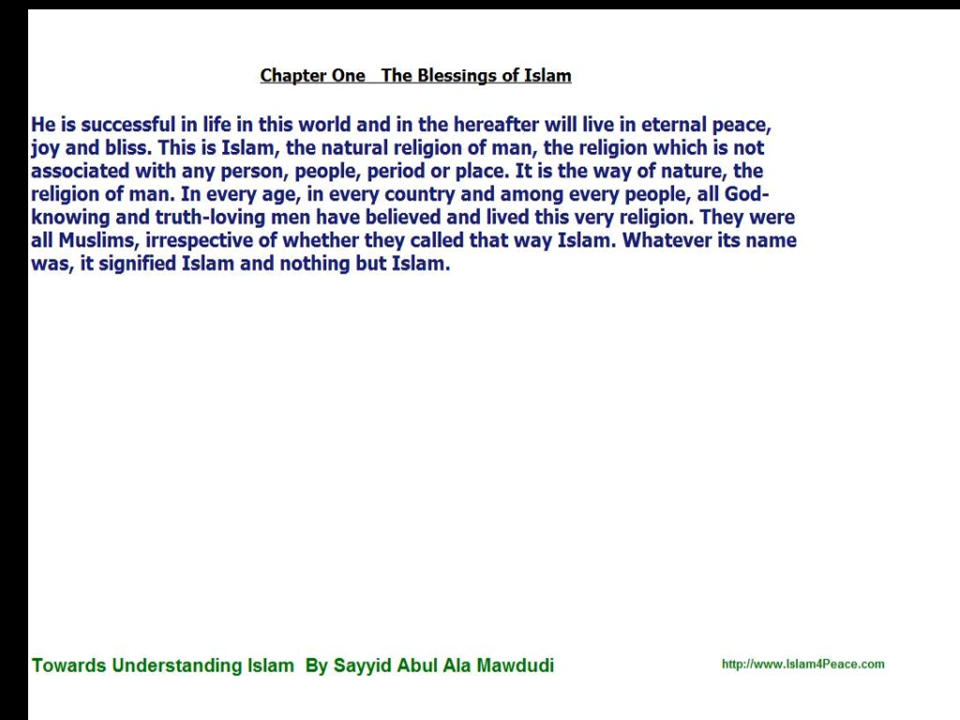 Chapter One   The Blessings of Islam
He is successful in life in this world and in the hereafter will live in eternal peace,
joy and bliss. This is Islam, the natural religion of man, the religion which is not
associated with any person, people, period or place. It is the way of nature, the
religion of man. In every age, in every country and among every people, all God-
knowing and truth-loving men have believed and lived this very religion. They were
all Muslims, irrespective of whether they called that way Islam. Whatever its name
was, it signified Islam and nothing but Islam.
Towards Understanding Islam  By Sayyid Abul Ala Mawdudi
http://www.Islam4Peace.com